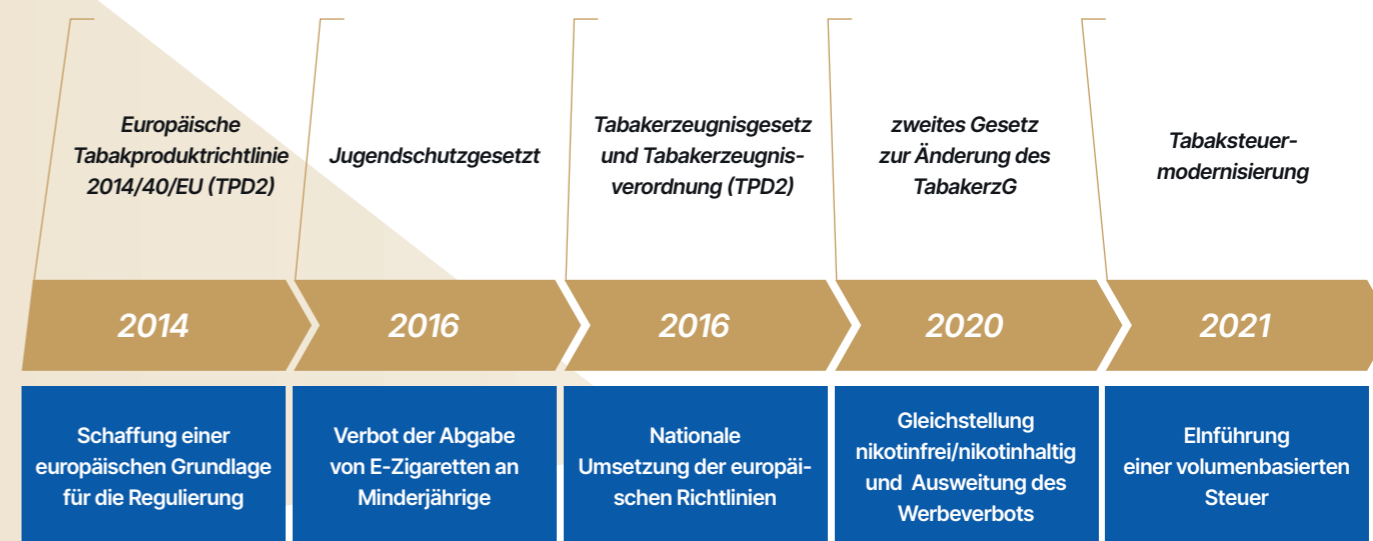 Europäische
Tabakproduktrichtlinie
2014/40/EU (TPD2)
Jugendschutzgesetzt
Tabakerzeugnisgesetz
und Tabakerzeugnis-
verordnung (TPD2)
zweites Gesetz
zur Änderung des
TabakerzG
Tabaksteuer-
modernisierung
2014
2016
2016
2020
2021
Schaffung einer
europäischen Grundlage
für die Regulierung
Verbot der Abgabe
von E-Zigaretten an
Minderjährige
Nationale
Umsetzung der europäi-
schen Richtlinien
Gleichstellung
nikotinfrei/nikotinhaltig
und Ausweitung des
Werbeverbots
EInführung
einer volumenbasierten
Steuer